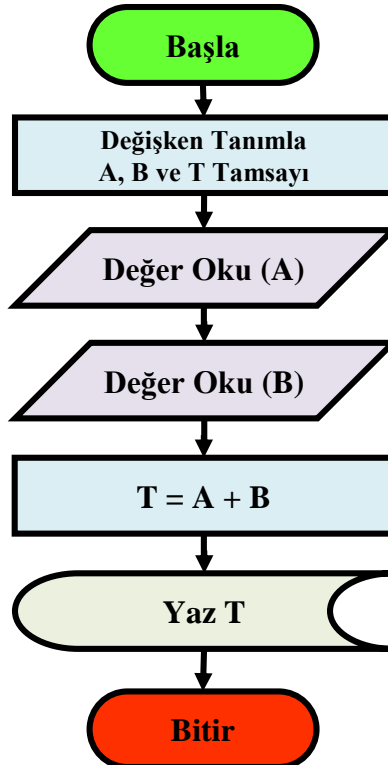 Başla
Değişken Tanımla
A, B ve T Tamsayı
Değer Oku (A)
Değer Oku (B)
T = A + B
Yaz T
Bitir